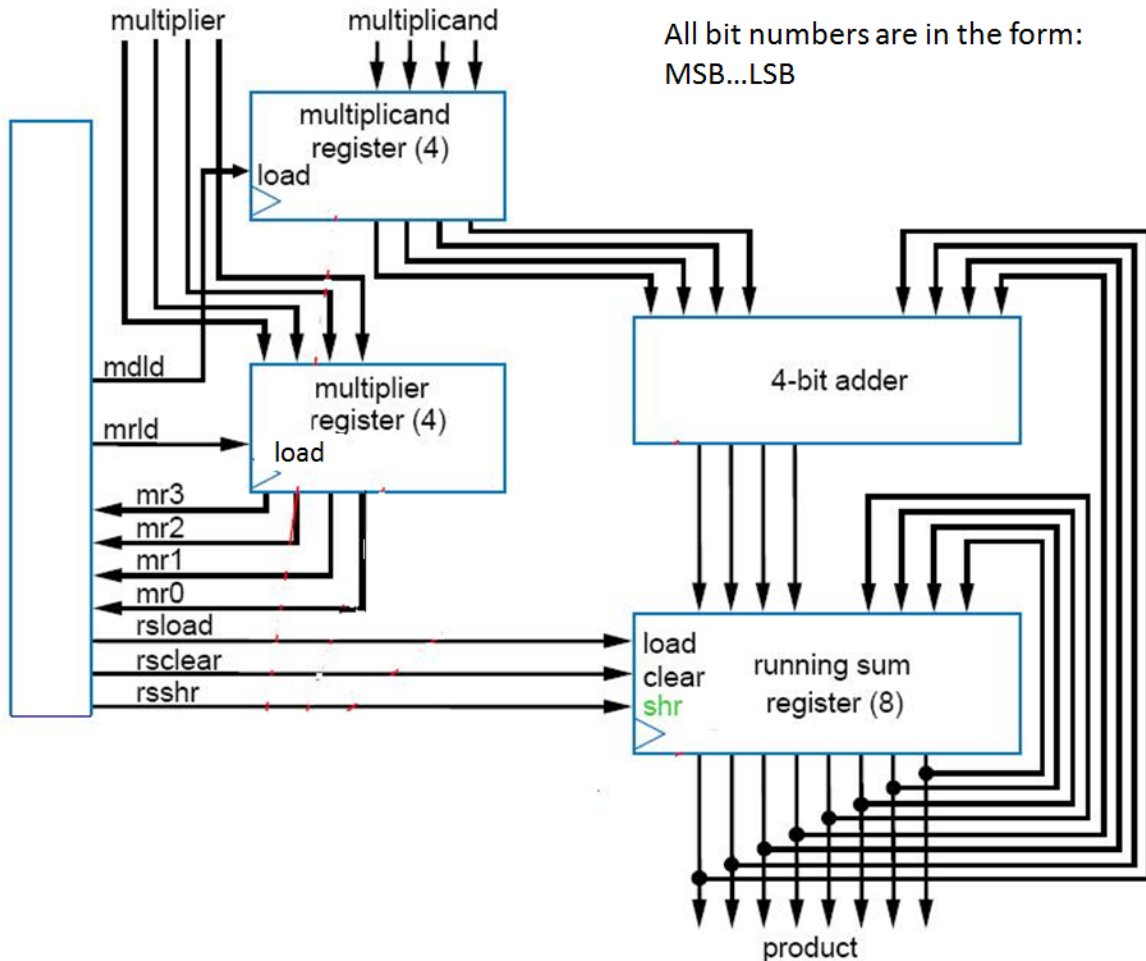 multiplier
multiplicand
All bit numbers are in the form:
MSB...LSB
multiplicand
register (4)
load
mdld
multiplier
register (4)
load
mrld
4-bit adder
mr3
mr2
mr1
mr0
rsload
rsclear
rsshr
load
clear
shr
running sum
register (8)
product